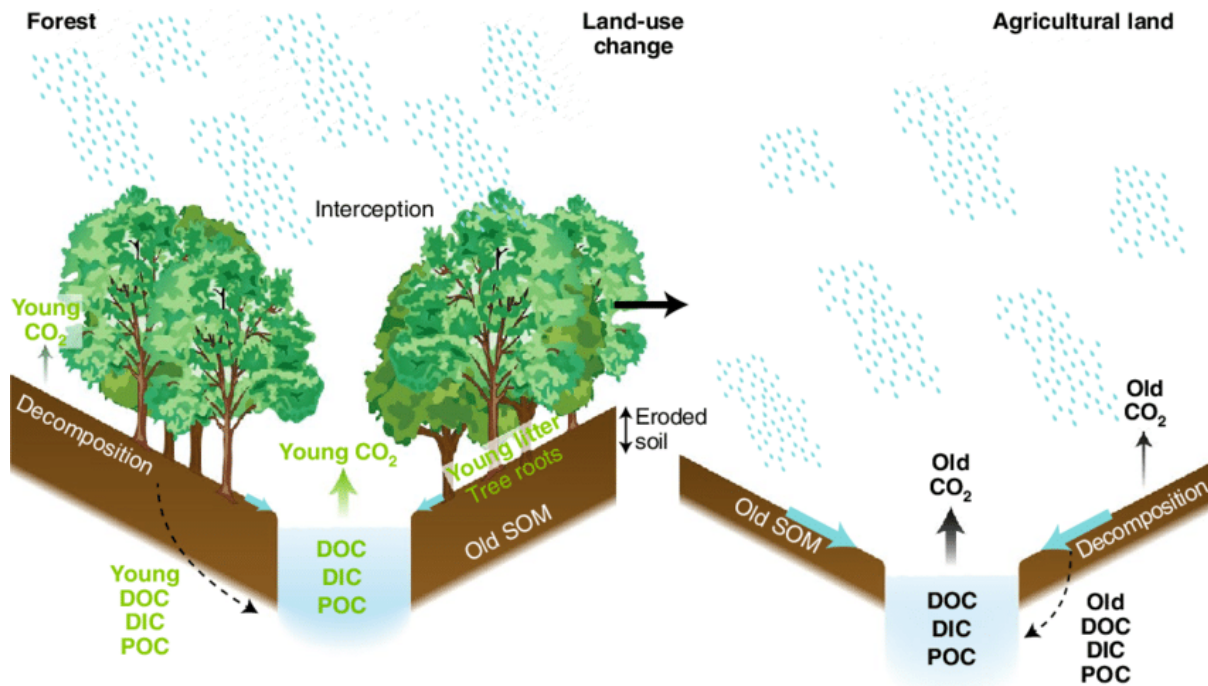 Forest
Land-use
change
Agricultural land
Interception
Young
CO₂
Decomposition
Young CO₂
Young litter
Tree roots
Eroded
soil
Old SOM
DOC
DIC
POC
Young
DOC
DIC
POC
Old
CO₂
Old
CO₂
Old SOM
Decomposition
DOC
DIC
POC
Old
DOC
DIC
POC